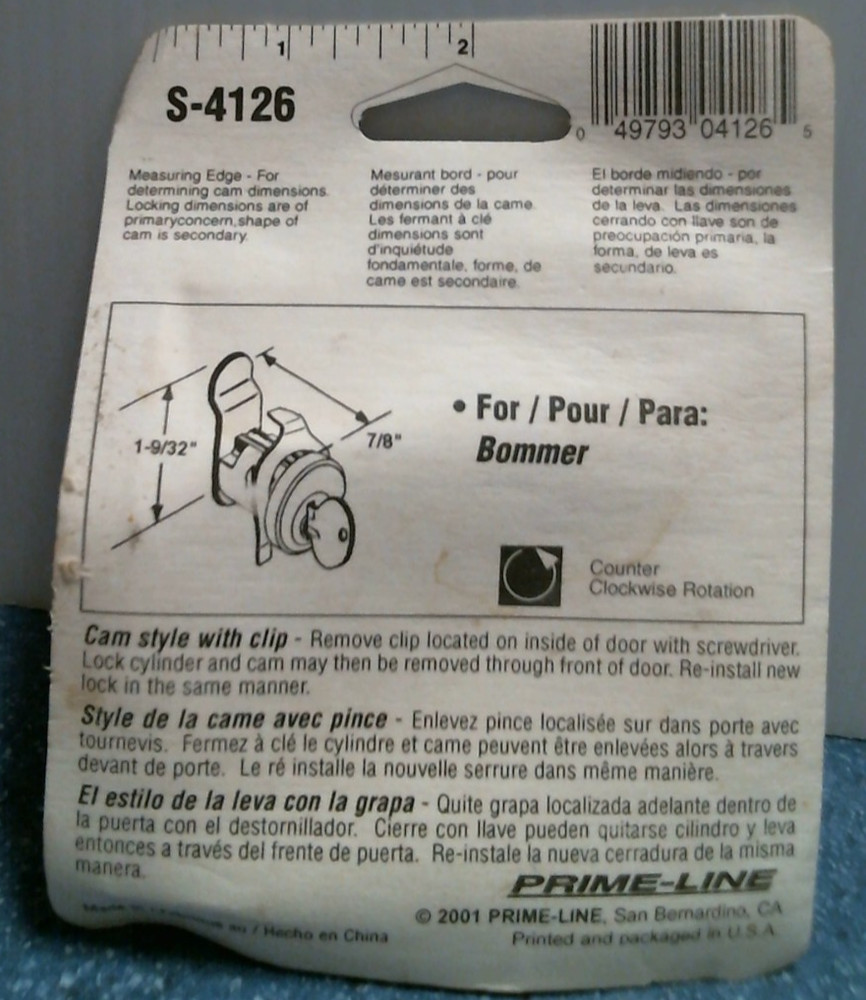 1 2
S-4126
0 49793 04126 5
Measuring Edge - For
determining cam dimensions.
Locking dimensions are of
primaryconcern,shape of
cam is secondary.
Mesurant bord - pour
déterminer des
dimensions de la came.
Les fermant à clé
dimensions sont
d'inquiétude
fondamentale, forme, de
came est secondaire.
El borde midiendo - por
determinar las dimensiones
de la leva. Las dimensiones
cerrando con llave son de
preocupación primaria, la
forma, de leva es
secundario.
1-9/32"
7/8"
• For / Pour / Para:
Bommer
Counter
Clockwise Rotation
Cam style with clip - Remove clip located on inside of door with screwdriver.
Lock cylinder and cam may then be removed through front of door. Re-install new
lock in the same manner.
Style de la came avec pince - Enlevez pince localisée sur dans porte avec
tournevis. Fermez à clé le cylindre et came peuvent être enlevées alors à travers
devant de porte. Le ré installe la nouvelle serrure dans même manière.
El estilo de la leva con la grapa - Quite grapa localizada adelante dentro de
la puerta con el destornillador. Cierre con llave pueden quitarse cilindro y leva
entonces a través del frente de puerta. Re-instale la nueva cerradura de la misma
manera.
PRIME-LINE
© 2001 PRIME-LINE, San Bernardino, CA
Printed and packaged in U.S.A.
/ Hecho en China